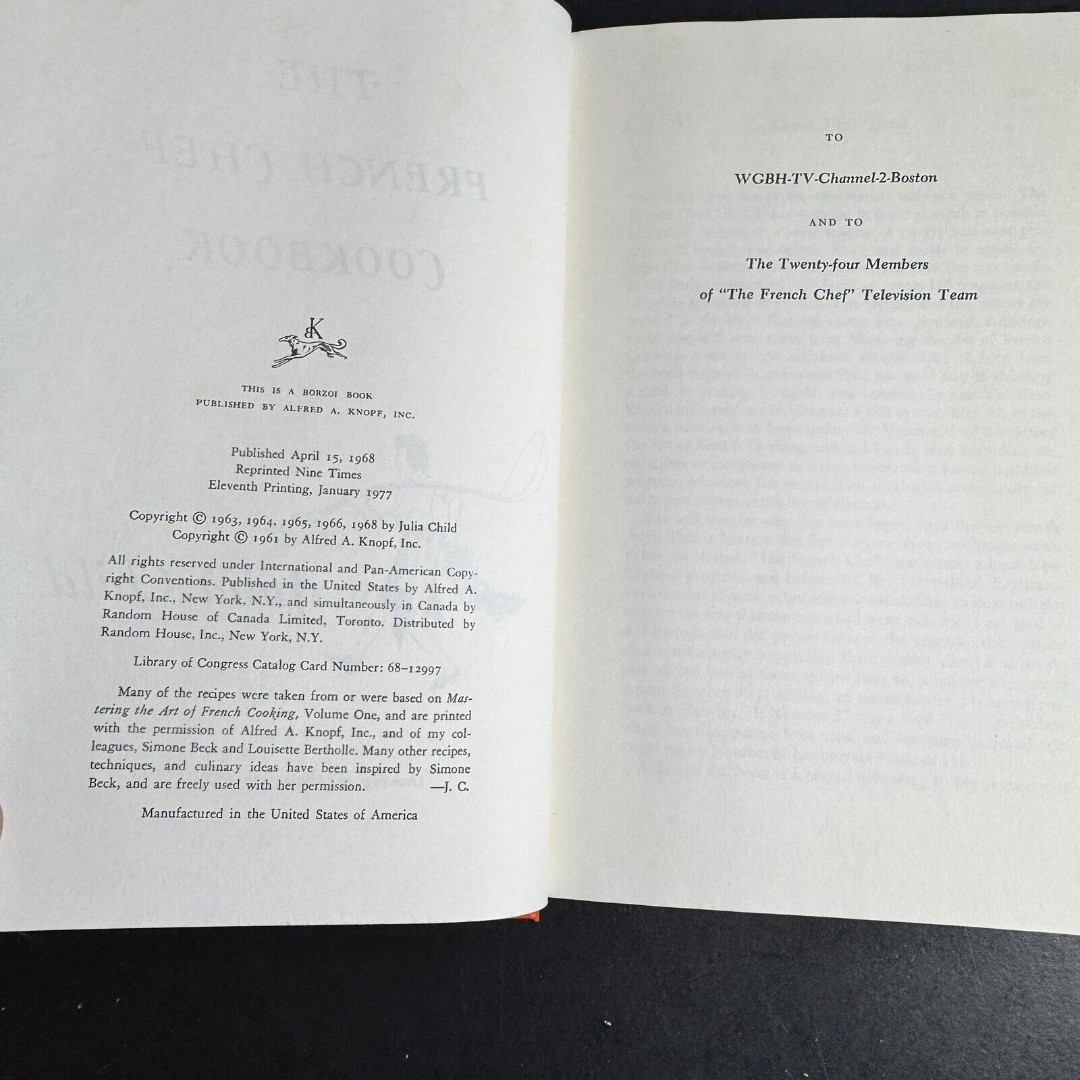 THE
FRENCH CHEF
COOKBOOK
BK
THIS IS A BORZOI BOOK
PUBLISHED BY ALFRED A. KNOPF, INC.
Published April 15, 1968
Reprinted Nine Times
Eleventh Printing, January 1977
Copyright © 1963, 1964, 1965, 1966, 1968 by Julia Child
Copyright © 1961 by Alfred A. Knopf, Inc.
All rights reserved under International and Pan-American Copy-
right Conventions. Published in the United States by Alfred A.
Knopf, Inc., New York, N.Y., and simultaneously in Canada by
Random House of Canada Limited, Toronto. Distributed by
Random House, Inc., New York, N.Y.
Library of Congress Catalog Card Number: 68–12997
Many of the recipes were taken from or were based on Mas-
tering the Art of French Cooking, Volume One, and are printed
with the permission of Alfred A. Knopf, Inc., and of my col-
leagues, Simone Beck and Louisette Bertholle. Many other recipes,
techniques, and culinary ideas have been inspired by Simone
Beck, and are freely used with her permission. —J. C.
Manufactured in the United States of America
TO
WGBH-TV-Channel-2-Boston
AND TO
The Twenty-four Members
of “The French Chef” Television Team